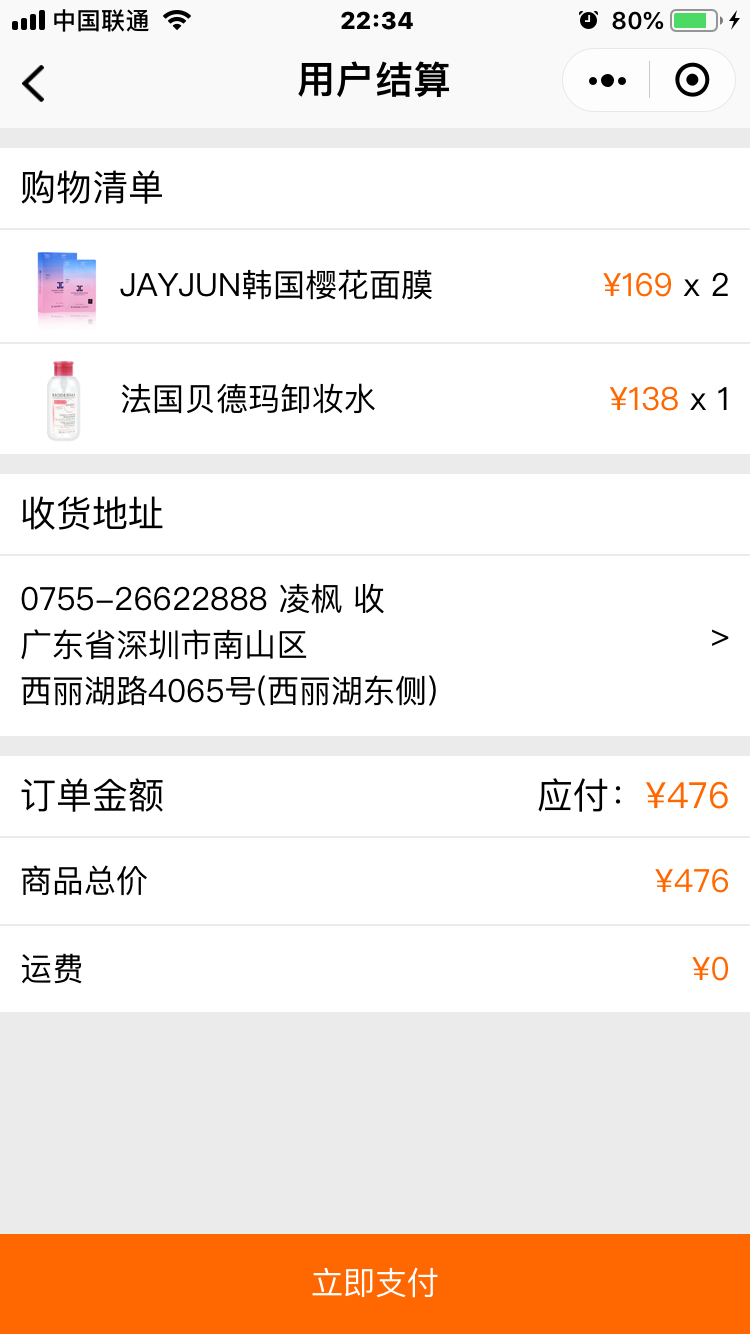 中国联通 22:34 80%
用户结算
购物清单
JAYJUN韩国樱花面膜 ¥169 x 2
法国贝德玛卸妆水 ¥138 x 1
收货地址
0755-26622888 凌枫 收
广东省深圳市南山区
>
西丽湖路4065号(西丽湖东侧)
订单金额 应付： ¥476
商品总价 ¥476
运费 ¥0
立即支付